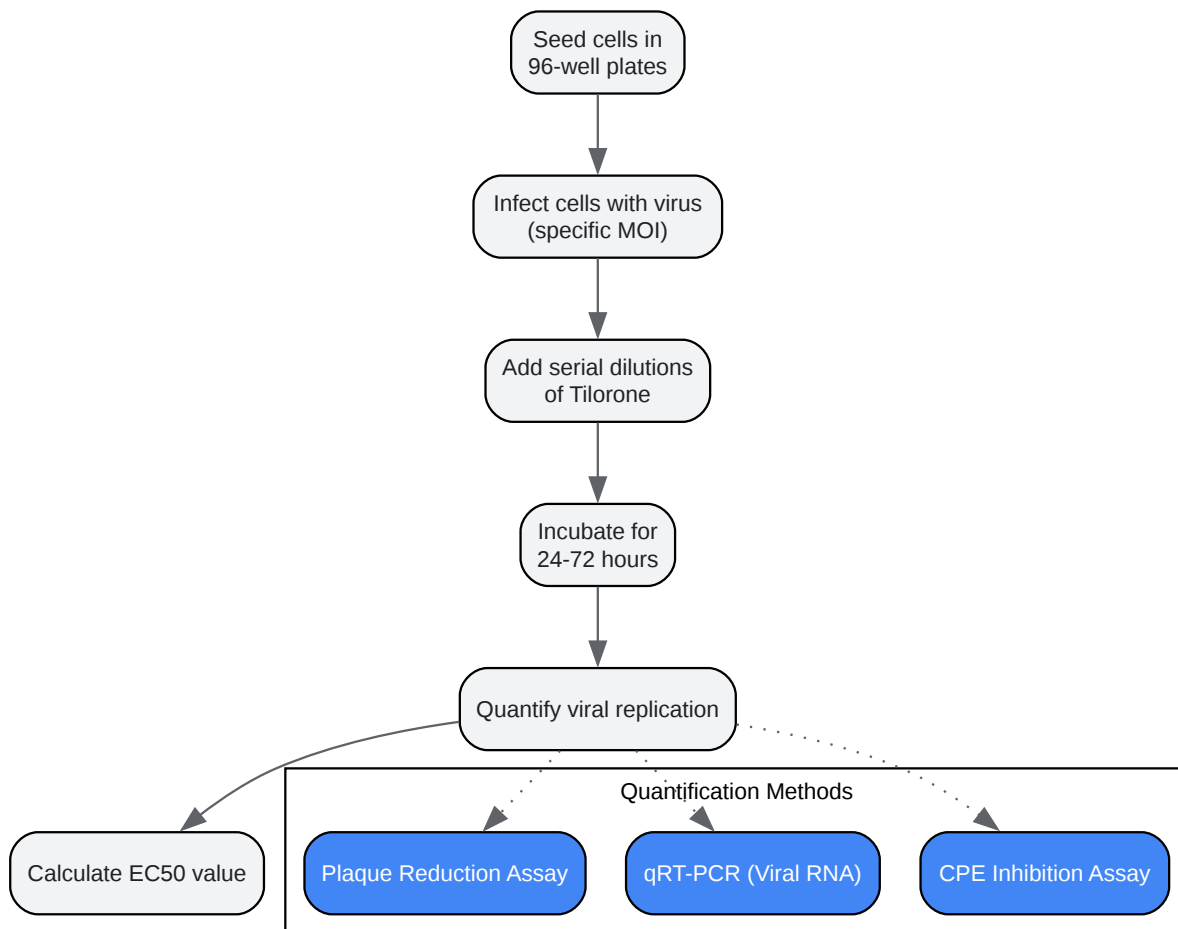 Seed cells in
96-well plates
Infect cells with virus
(specific MOI)
Add serial dilutions
of Tilorone
Incubate for
24-72 hours
Quantify viral replication
Quantification Methods
Calculate EC50 value
Plaque Reduction Assay
qRT-PCR (Viral RNA)
CPE Inhibition Assay